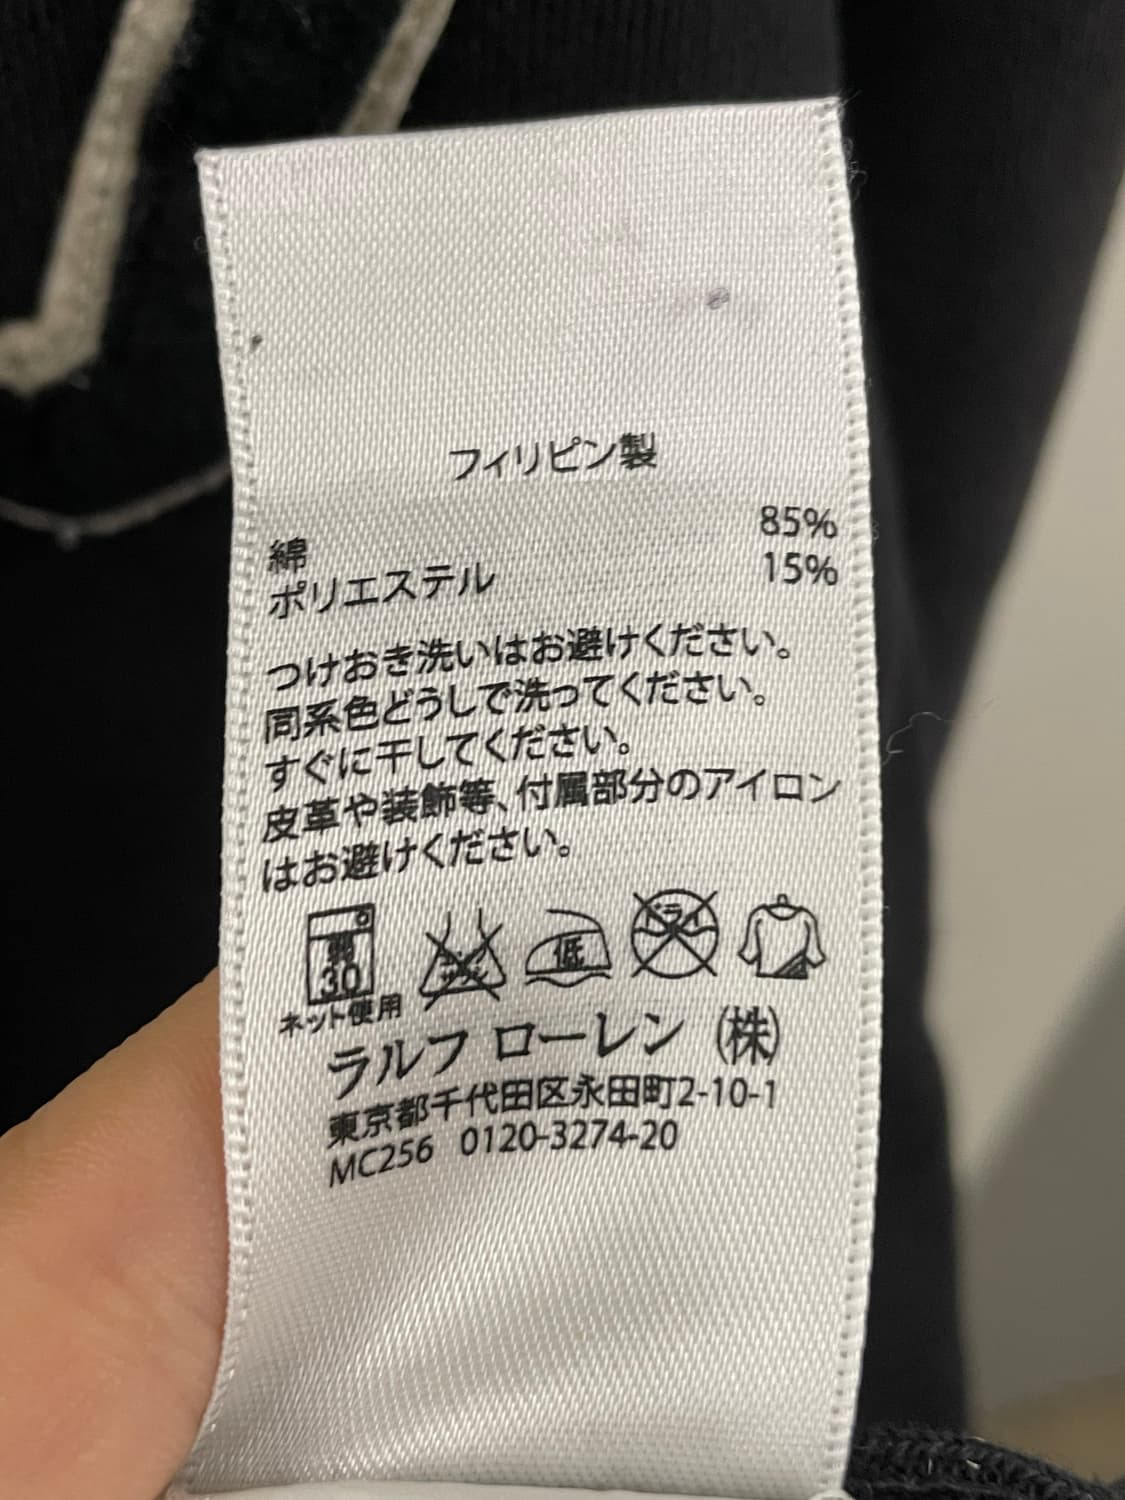 フィリピン製
綿 85%
ポリエステル 15%
つけおき洗いはお避けください。
同系色どうしで洗ってください。
すぐに干してください。
皮革や装飾等、付属部分のアイロン
はお避けください。
弱
30
ネット使用
低
ドライ
ラルフ ローレン (株)
東京都千代田区永田町2-10-1
MC256 0120-3274-20